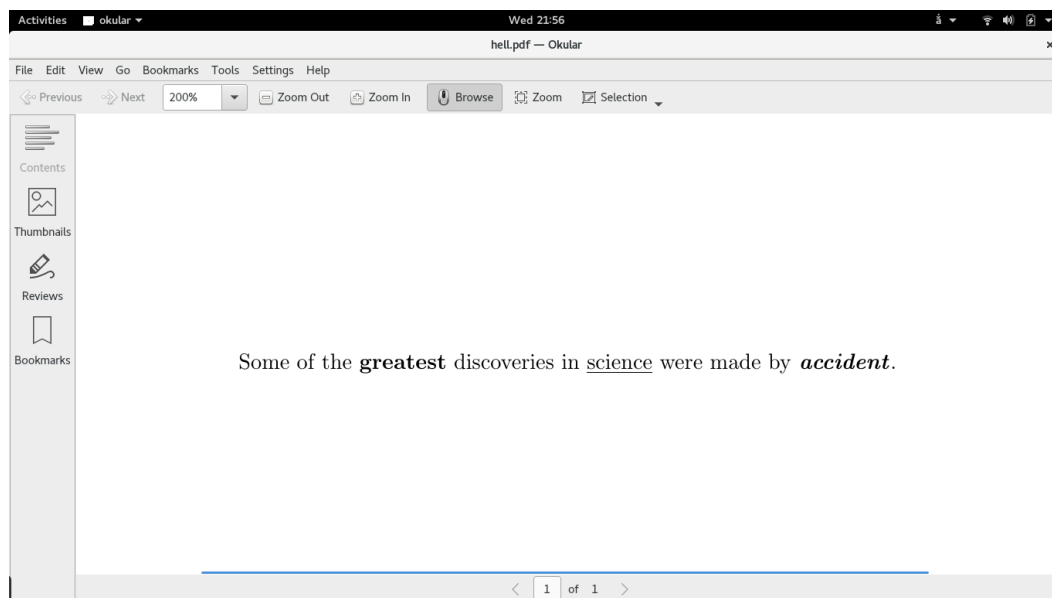 Activities okular Wed 21:56 å
hell.pdf — Okular
File Edit View Go Bookmarks Tools Settings Help
Previous Next 200% Zoom Out Zoom In Browse Zoom Selection
Contents
Thumbnails
Reviews
Bookmarks
Some of the greatest discoveries in science were made by accident.
1 of 1